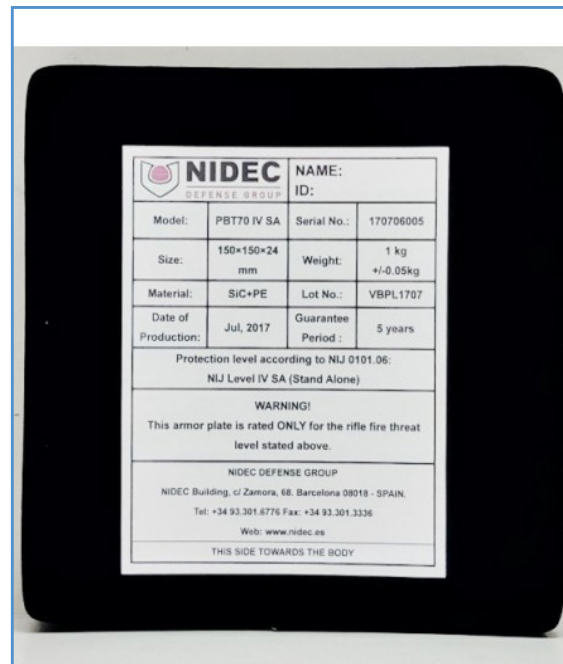 NIDEC
DEFENSE GROUP
NAME:
ID:
Model: PBT70 IV SA Serial No.: 170706005
Size: 150×150×24 mm Weight: 1 kg +/-0.05kg
Material: SiC+PE Lot No.: VBPL1707
Date of Production: Jul, 2017 Guarantee Period : 5 years
Protection level according to NIJ 0101.06:
NIJ Level IV SA (Stand Alone)
WARNING!
This armor plate is rated ONLY for the rifle fire threat
level stated above.
NIDEC DEFENSE GROUP
NIDEC Building, c/ Zamora, 68. Barcelona 08018 - SPAIN.
Tel: +34 93.301.6776 Fax: +34 93.301.3336
Web: www.nidec.es
THIS SIDE TOWARDS THE BODY